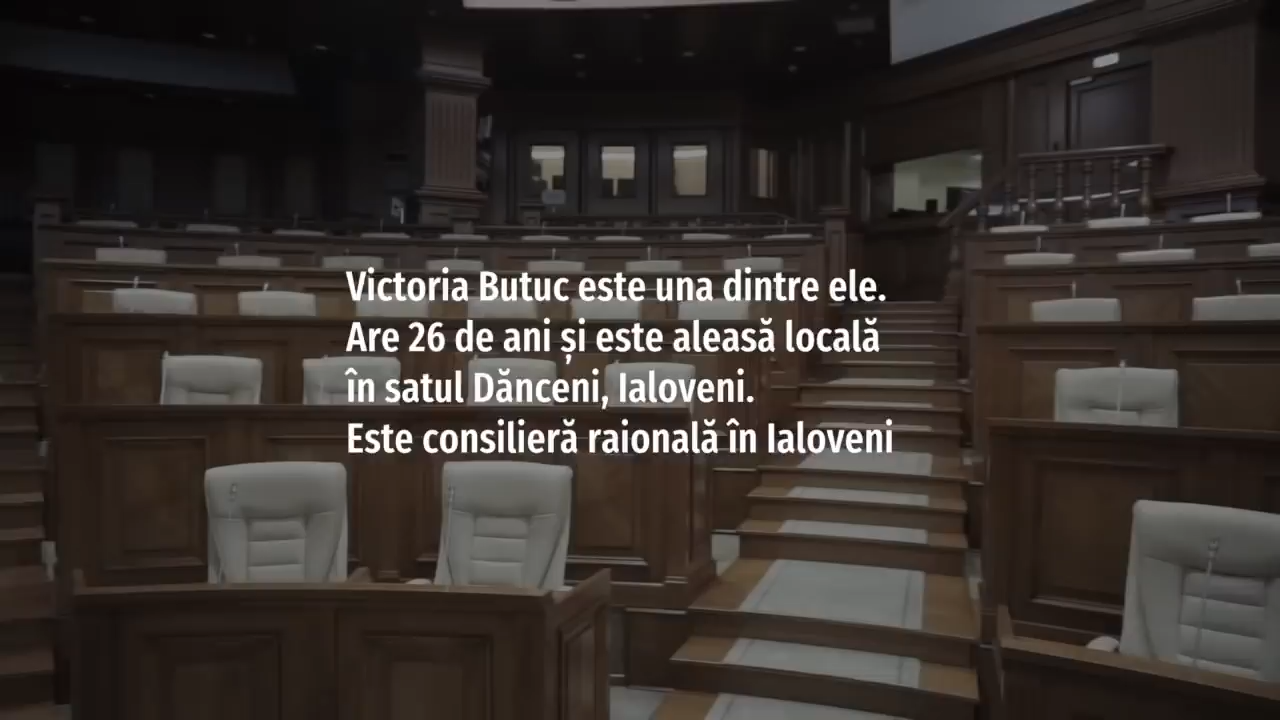 Victoria Butuc este una dintre ele.
Are 26 de ani și este aleasă locală
în satul Dănceni, Ialoveni.
Este consilieră raională în Ialoveni